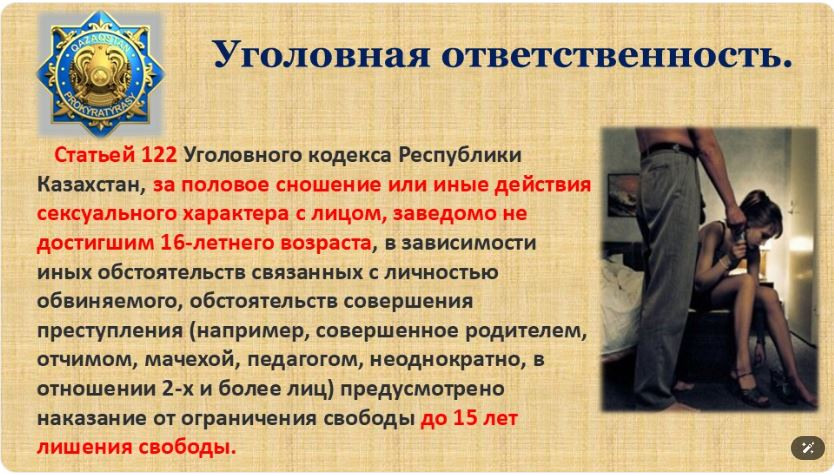 QAZAQSTAN
PROKYRATYRASY
Уголовная ответственность.
Статьей 122 Уголовного кодекса Республики
Казахстан, за половое сношение или иные действия
сексуального характера с лицом, заведомо не
достигшим 16-летнего возраста, в зависимости
иных обстоятельств связанных с личностью
обвиняемого, обстоятельств совершения
преступления (например, совершенное родителем,
отчимом, мачехой, педагогом, неоднократно, в
отношении 2-х и более лиц) предусмотрено
наказание от ограничения свободы до 15 лет
лишения свободы.